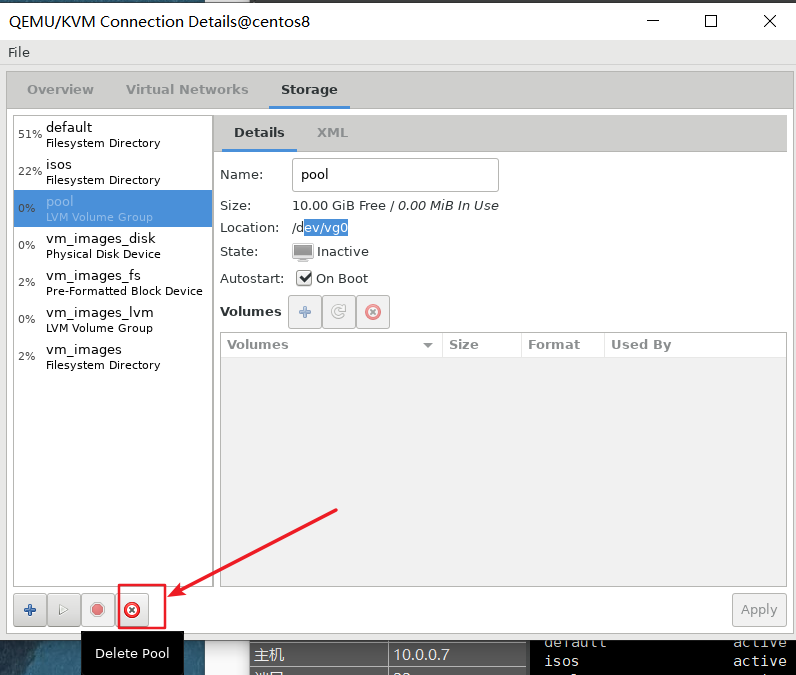 QEMU/KVM Connection Details@centos8
File
Overview Virtual Networks Storage
51% default
Filesystem Directory
22% isos
Filesystem Directory
0% pool
LVM Volume Group
0% vm_images_disk
Physical Disk Device
2% vm_images_fs
Pre-Formatted Block Device
0% vm_images_lvm
LVM Volume Group
2% vm_images
Filesystem Directory
Details XML
Name: pool
Size: 10.00 GiB Free / 0.00 MiB In Use
Location: /dev/vg0
State: Inactive
Autostart: On Boot
Volumes
Volumes Size Format Used By
Apply
Delete Pool
主机 10.0.0.7
default active
isos active